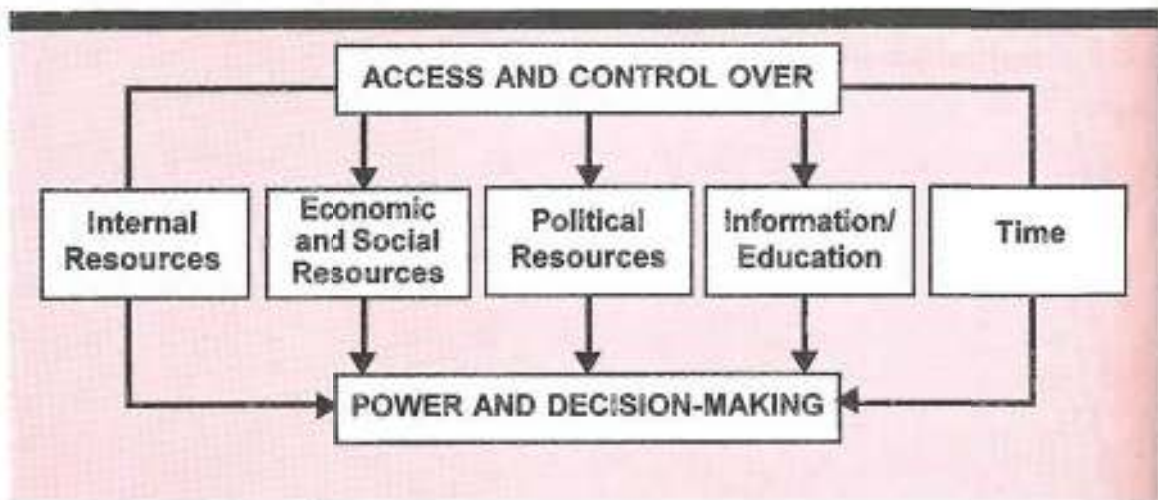 ACCESS AND CONTROL OVER
Internal
Resources
Economic
and Social
Resources
Political
Resources
Information/
Education
Time
POWER AND DECISION-MAKING